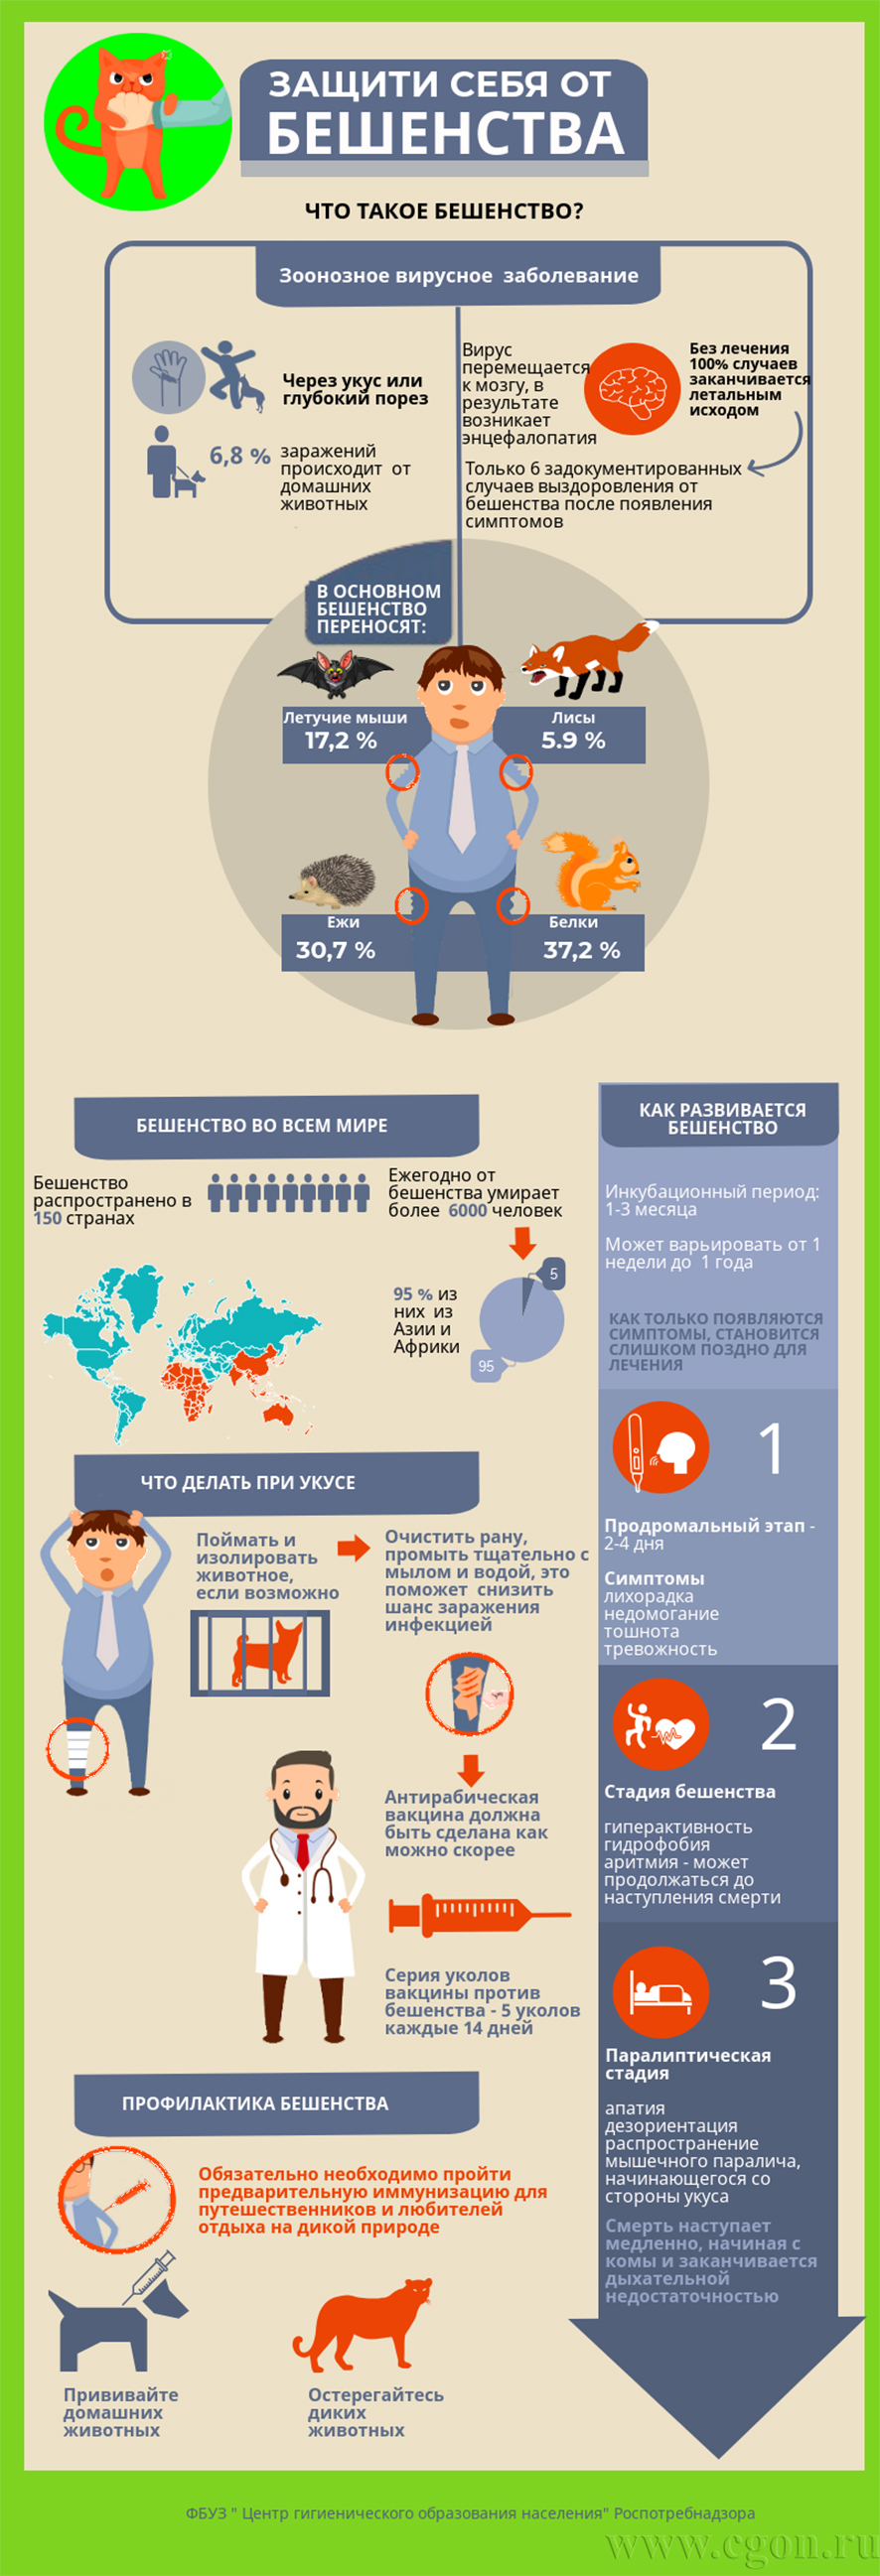 ЗАЩИТИ СЕБЯ ОТ
БЕШЕНСТВА
ЧТО ТАКОЕ БЕШЕНСТВО?
Зоонозное вирусное заболевание
Через укус или
глубокий порез
6,8 %
заражений
происходит от
домашних
животных
Вирус
перемещается
к мозгу, в
результате
возникает
энцефалопатия
Без лечения
100% случаев
заканчивается
летальным
исходом
Только 6 задокументированных
случаев выздоровления от
бешенства после появления
симптомов
В ОСНОВНОМ
БЕШЕНСТВО
ПЕРЕНОСЯТ:
Летучие мыши
17,2 %
Лисы
5.9 %
Ежи
30,7 %
Белки
37,2 %
БЕШЕНСТВО ВО ВСЕМ МИРЕ
Бешенство
распространено в
150 странах
Ежегодно от
бешенства умирает
более 6000 человек
95 % из
них из
Азии и
Африки
5
95
ЧТО ДЕЛАТЬ ПРИ УКУСЕ
Поймать и
изолировать
животное,
если возможно
Очистить рану,
промыть тщательно с
мылом и водой, это
поможет снизить
шанс заражения
инфекцией
Антирабическая
вакцина должна
быть сделана как
можно скорее
Серия уколов
вакцины против
бешенства - 5 уколов
каждые 14 дней
ПРОФИЛАКТИКА БЕШЕНСТВА
Обязательно необходимо пройти
предварительную иммунизацию для
путешественников и любителей
отдыха на дикой природе
Прививайте
домашних
животных
Остерегайтесь
диких
животных
КАК РАЗВИВАЕТСЯ
БЕШЕНСТВО
Инкубационный период:
1-3 месяца
Может варьировать от 1
недели до 1 года
КАК ТОЛЬКО ПОЯВЛЯЮТСЯ
СИМПТОМЫ, СТАНОВИТСЯ
СЛИШКОМ ПОЗДНО ДЛЯ
ЛЕЧЕНИЯ
1
Продромальный этап -
2-4 дня
Симптомы
лихорадка
недомогание
тошнота
тревожность
2
Стадия бешенства
гиперактивность
гидрофобия
аритмия - может
продолжаться до
наступления смерти
3
Паралиптическая
стадия
апатия
дезориентация
распространение
мышечного паралича,
начинающегося со
стороны укуса
Смерть наступает
медленно, начиная с
комы и заканчивается
дыхательной
недостаточностью
ФБУЗ " Центр гигиенического образования населения" Роспотребнадзора
www.cgon.ru